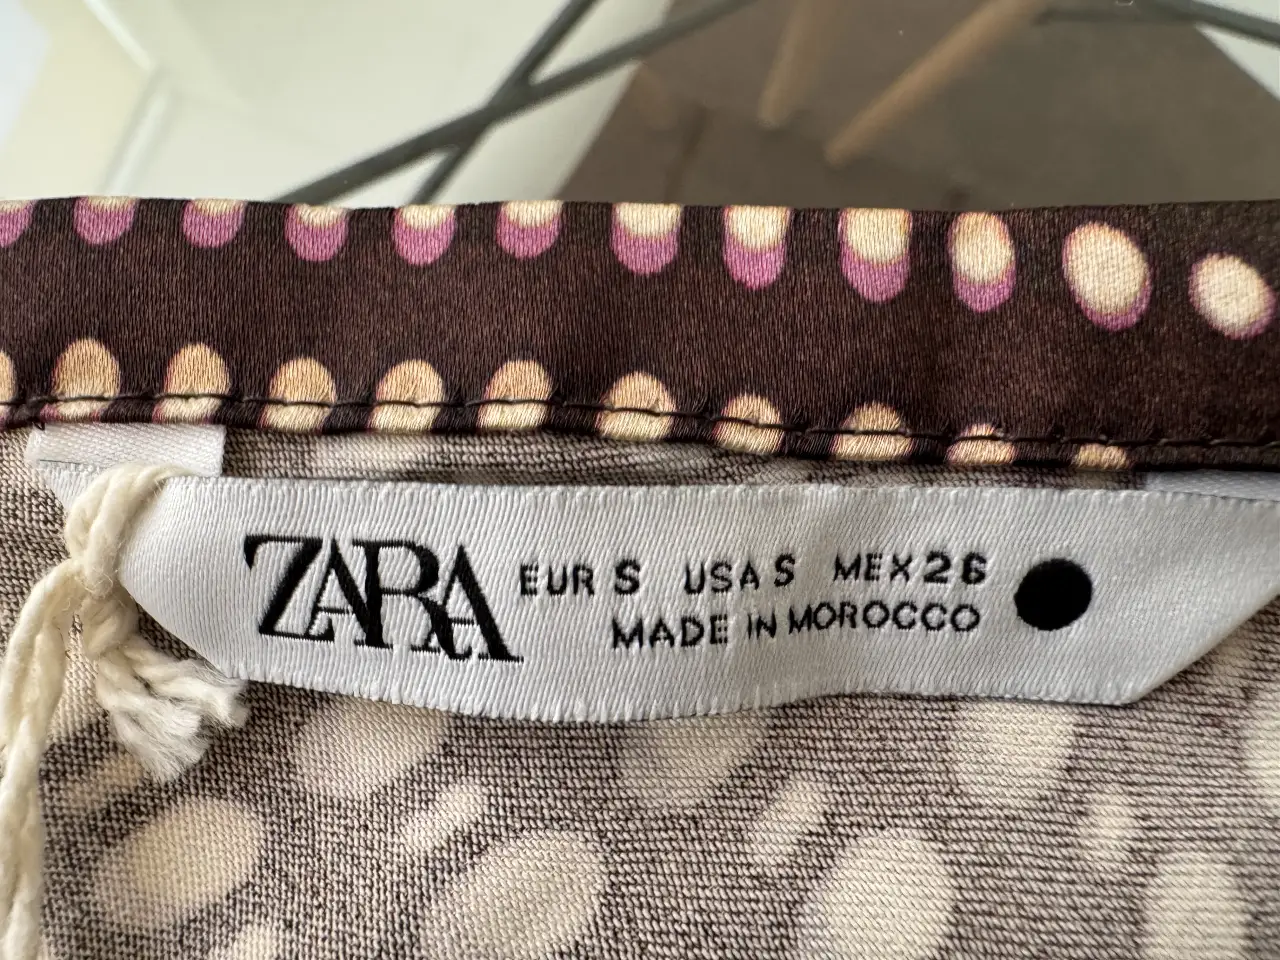 ZARA
EUR S USA S MEX 26
MADE IN MOROCCO